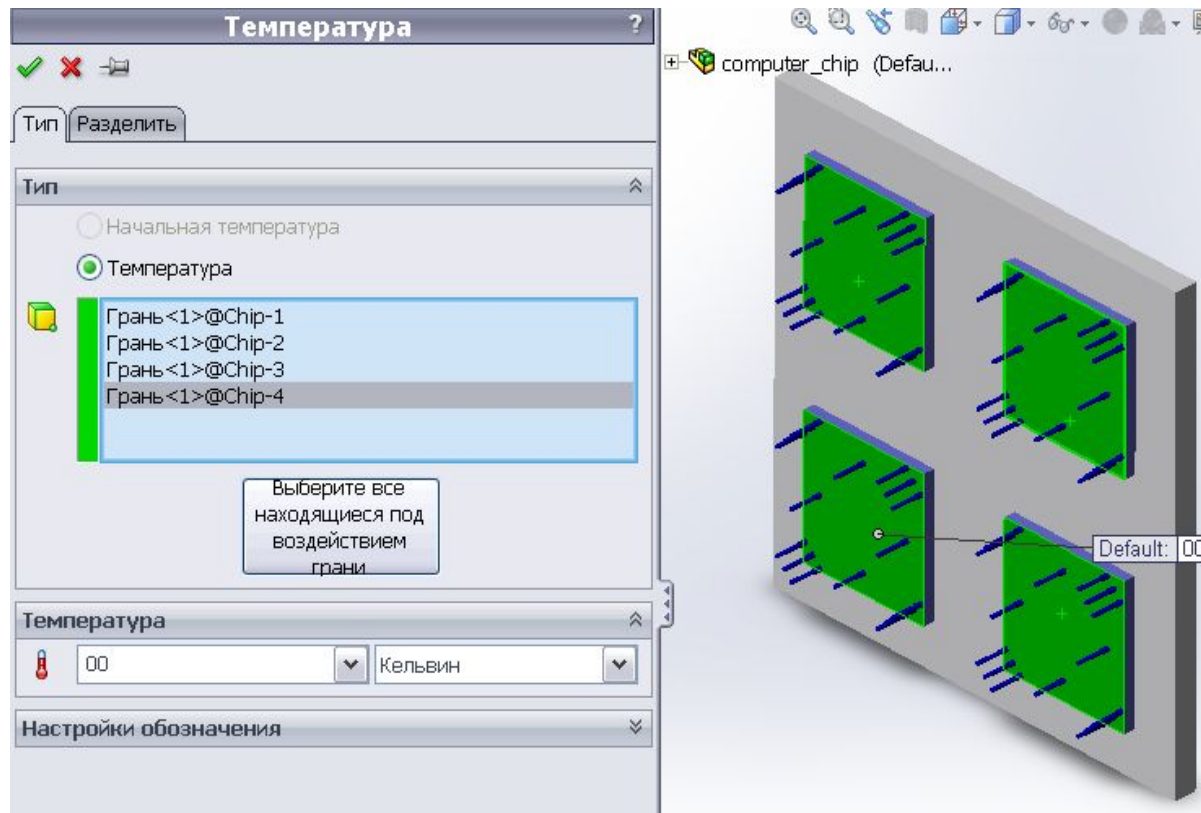 Температура ?
Тип Разделить
Тип
Начальная температура
Температура
Грань<1>@Chip-1
Грань<1>@Chip-2
Грань<1>@Chip-3
Грань<1>@Chip-4
Выберите все
находящиеся под
воздействием
грани
Температура
00 Кельвин
Настройки обозначения
computer_chip (Defau...
Default: 00